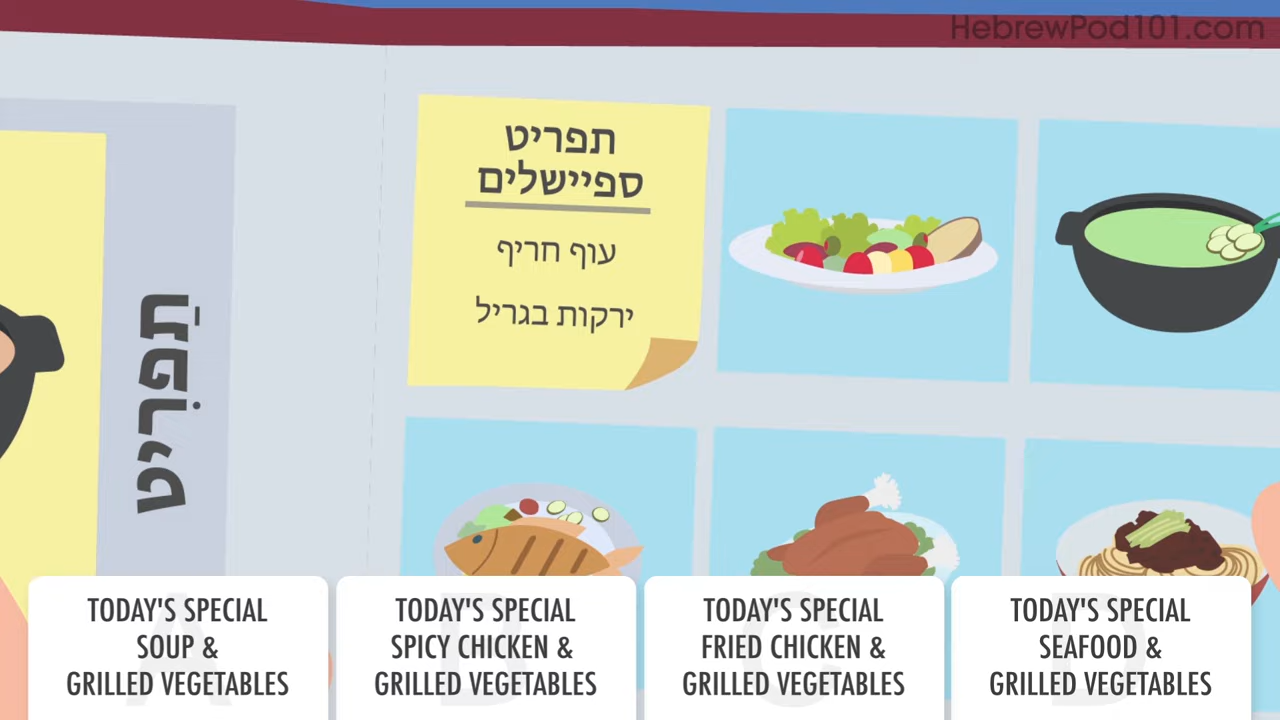 HebrewPod101.com
תפריט
ספיישלים
עוף חריף
ירקות בגריל
תַפְרִיט
A
TODAY'S SPECIAL
SOUP &
GRILLED VEGETABLES
B
TODAY'S SPECIAL
SPICY CHICKEN &
GRILLED VEGETABLES
C
TODAY'S SPECIAL
FRIED CHICKEN &
GRILLED VEGETABLES
D
TODAY'S SPECIAL
SEAFOOD &
GRILLED VEGETABLES